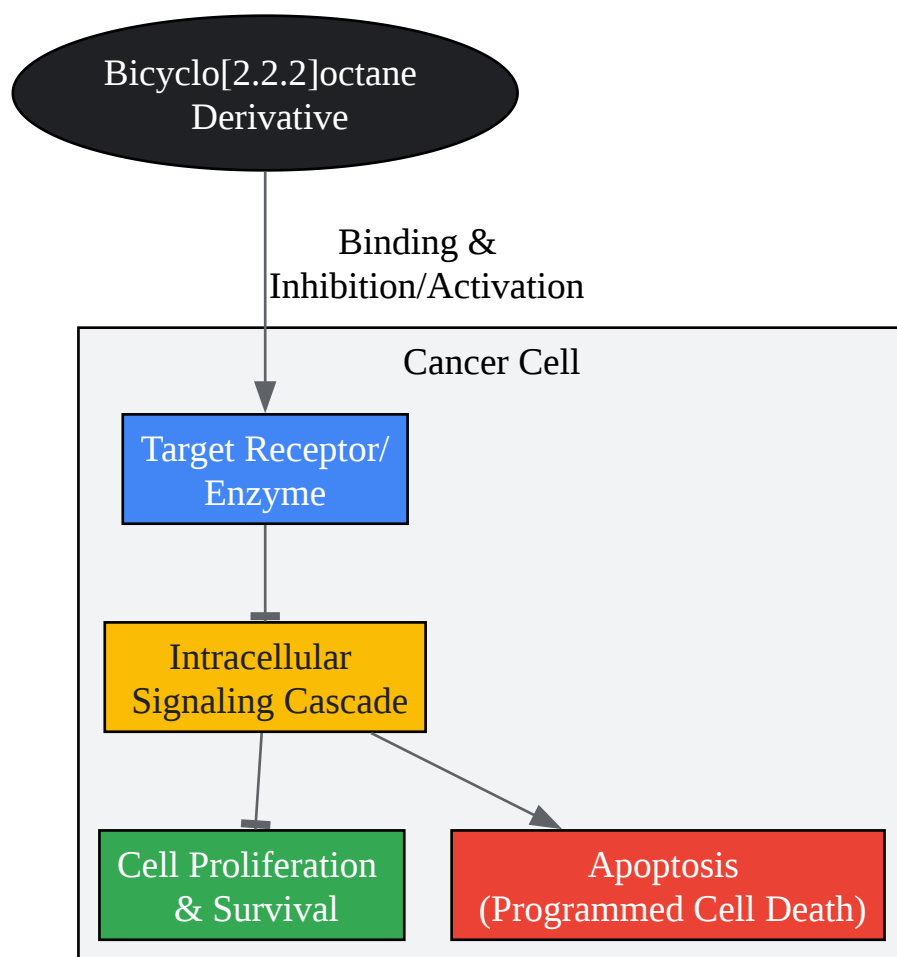 Bicyclo[2.2.2]octane
Derivative
Binding &
Inhibition/Activation
Cancer Cell
Target Receptor/
Enzyme
Intracellular
Signaling Cascade
Cell Proliferation
& Survival
Apoptosis
(Programmed Cell Death)